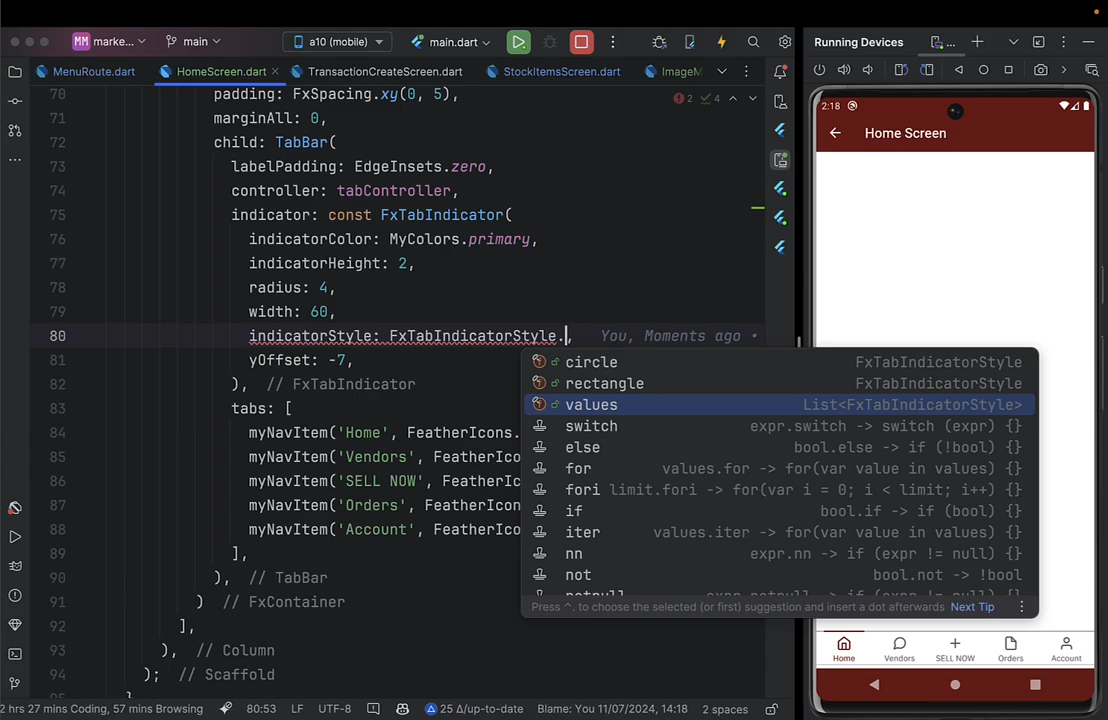 MM marke... main a10 (mobile) main.dart Running Devices ...
MenuRoute.dart HomeScreen.dart TransactionCreateScreen.dart StockItemsScreen.dart ImageM
70 padding: FxSpacing.xy(0, 5), 2 4
71 marginAll: 0,
72 child: TabBar(
73 labelPadding: EdgeInsets.zero,
74 controller: tabController,
75 indicator: const FxTabIndicator(
76 indicatorColor: MyColors.primary,
77 indicatorHeight: 2,
78 radius: 4,
79 width: 60,
80 indicatorStyle: FxTabIndicatorStyle., You, Moments ago •
81 yOffset: -7,
82 ), // FxTabIndicator
83 tabs: [
84 myNavItem('Home', FeatherIcons.
85 myNavItem('Vendors', FeatherIco
86 myNavItem('SELL NOW', FeatherIc
87 myNavItem('Orders', FeatherIcon
88 myNavItem('Account', FeatherIco
89 ],
90 ), // TabBar
91 ) // FxContainer
92 ],
93 ), // Column
94 ); // Scaffold
circle FxTabIndicatorStyle
rectangle FxTabIndicatorStyle
values List<FxTabIndicatorStyle>
switch expr.switch -> switch (expr) {}
else bool.else -> if (!bool) {}
for values.for -> for(var value in values) {}
fori limit.fori -> for(var i = 0; i < limit; i++) {}
if bool.if -> if (bool) {}
iter values.iter -> for(var value in values) {}
nn expr.nn -> if (expr != null) {}
not bool.not -> !bool
Press ^. to choose the selected (or first) suggestion and insert a dot afterwards Next Tip
2:18
Home Screen
Home Vendors SELL NOW Orders Account
2 hrs 27 mins Coding, 57 mins Browsing 80:53 LF UTF-8 25 Δ/up-to-date Blame: You 11/07/2024, 14:18 2 spaces